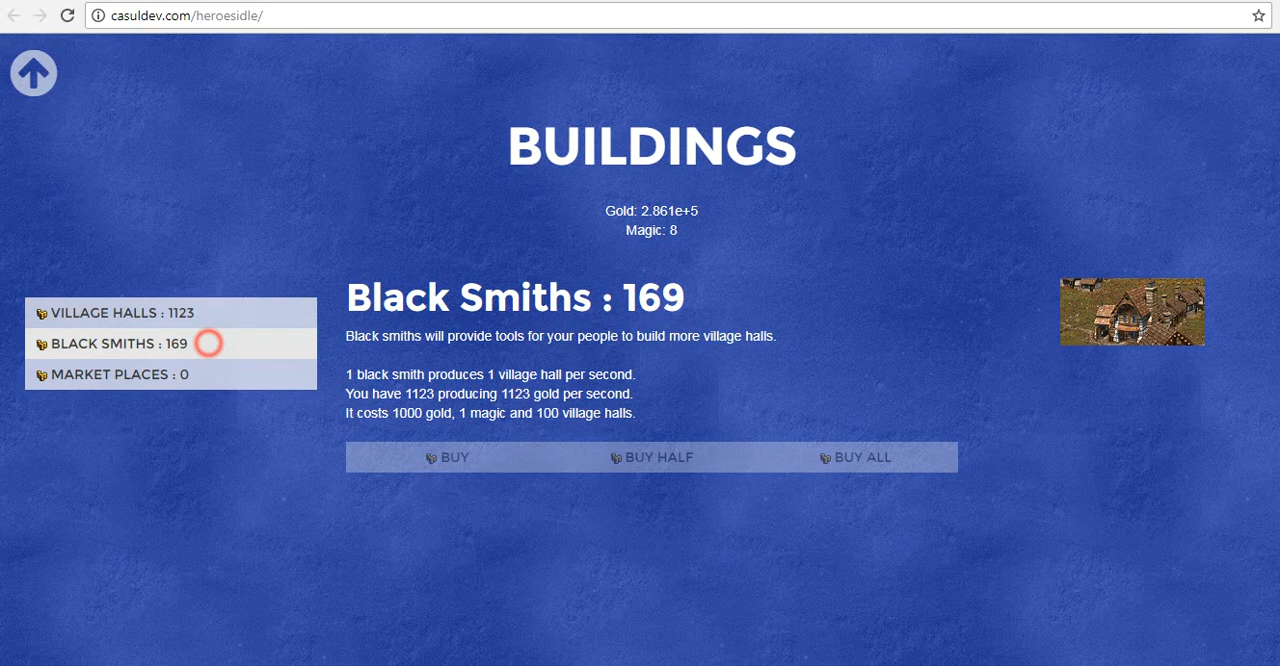 casuldev.com/heroesidle/
BUILDINGS
Gold: 2.861e+5
Magic: 8
VILLAGE HALLS : 1123
BLACK SMITHS : 169
MARKET PLACES : 0
Black Smiths : 169
Black smiths will provide tools for your people to build more village halls.
1 black smith produces 1 village hall per second.
You have 1123 producing 1123 gold per second.
It costs 1000 gold, 1 magic and 100 village halls.
BUY BUY HALF BUY ALL